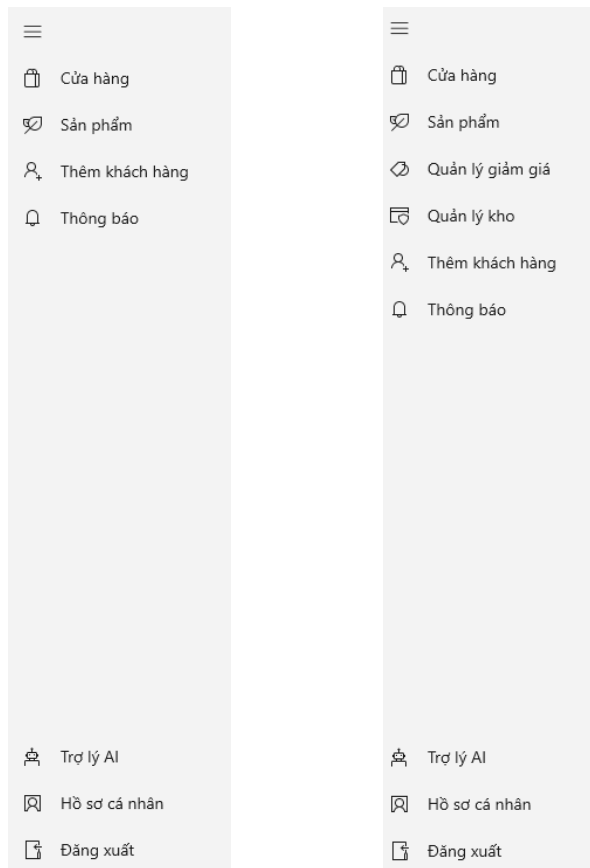 Cửa hàng
Sản phẩm
Thêm khách hàng
Thông báo
Trợ lý AI
Hồ sơ cá nhân
Đăng xuất
Cửa hàng
Sản phẩm
Quản lý giảm giá
Quản lý kho
Thêm khách hàng
Thông báo
Trợ lý AI
Hồ sơ cá nhân
Đăng xuất